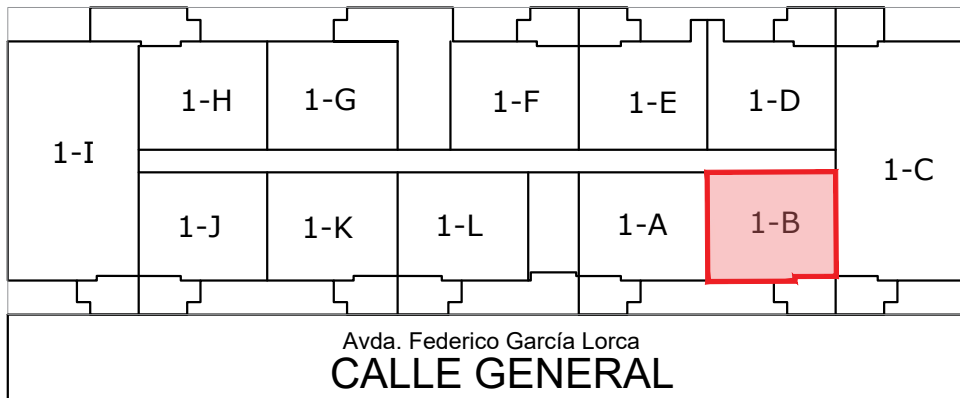 1-H
1-G
1-F
1-E
1-D
1-I
1-C
1-J
1-K
1-L
1-A
1-B
Avda. Federico García Lorca
CALLE GENERAL